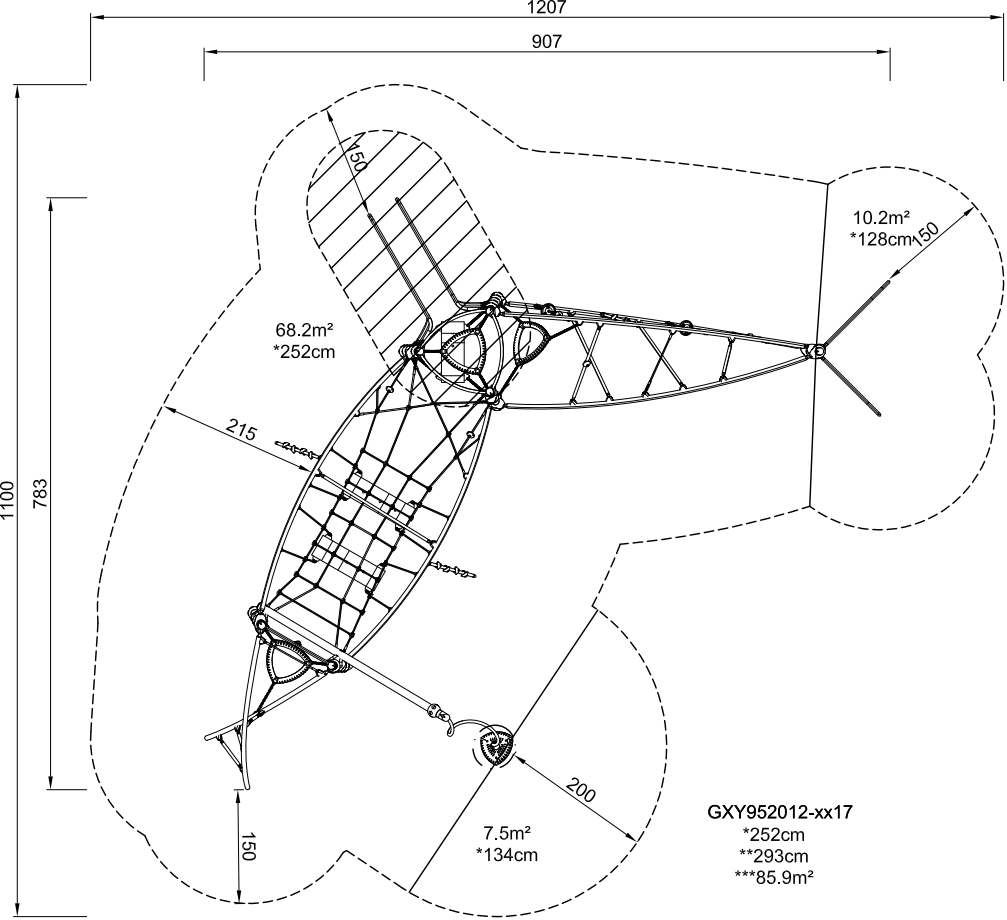 1207
907
150
10.2m²
*128cm
150
68.2m²
*252cm
215
1100
783
200
150
7.5m²
*134cm
GXY952012-xx17
*252cm
**293cm
***85.9m²